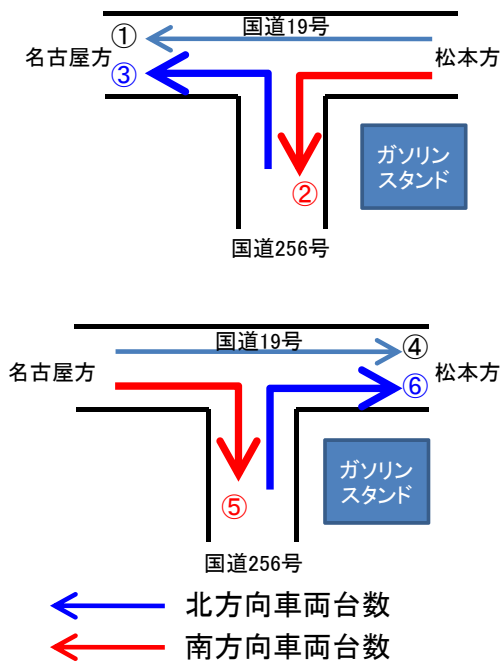 国道19号
①
名古屋方
松本方
③
ガソリン
スタンド
②
国道256号
国道19号
④
名古屋方
松本方
⑥
ガソリン
スタンド
⑤
国道256号
北方向車両台数
南方向車両台数